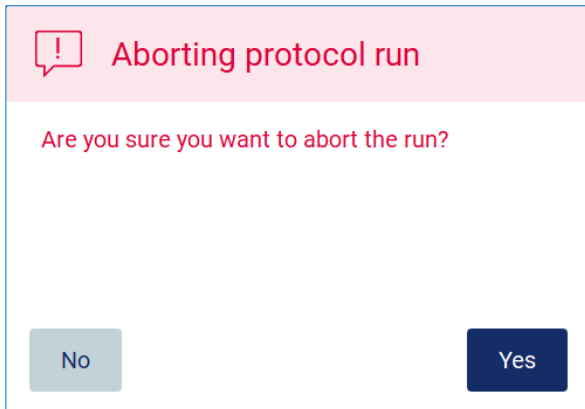 Aborting protocol run
Are you sure you want to abort the run?
No
Yes